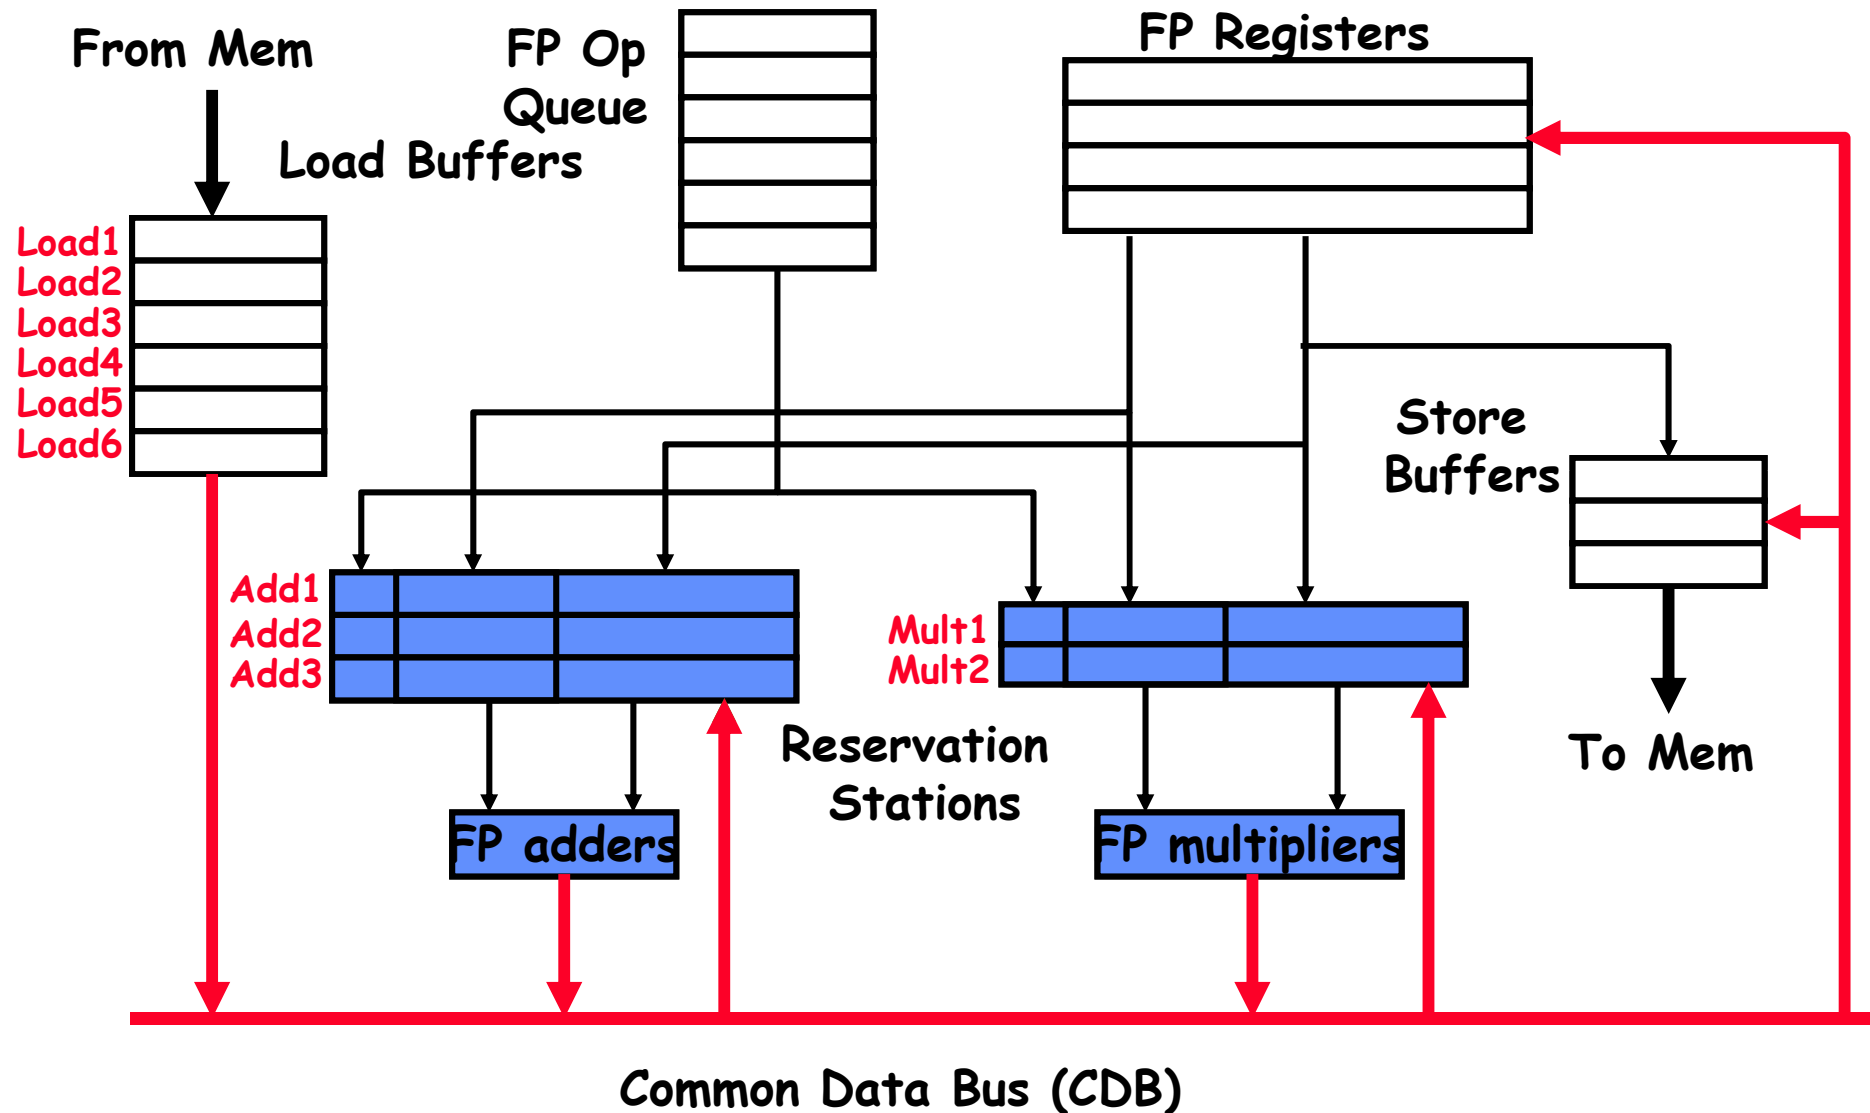 From Mem
FP Op
Queue
FP Registers
Load Buffers
Load1
Load2
Load3
Load4
Load5
Load6
Store
Buffers
Add1
Add2
Add3
Mult1
Mult2
Reservation
Stations
To Mem
FP adders
FP multipliers
Common Data Bus (CDB)